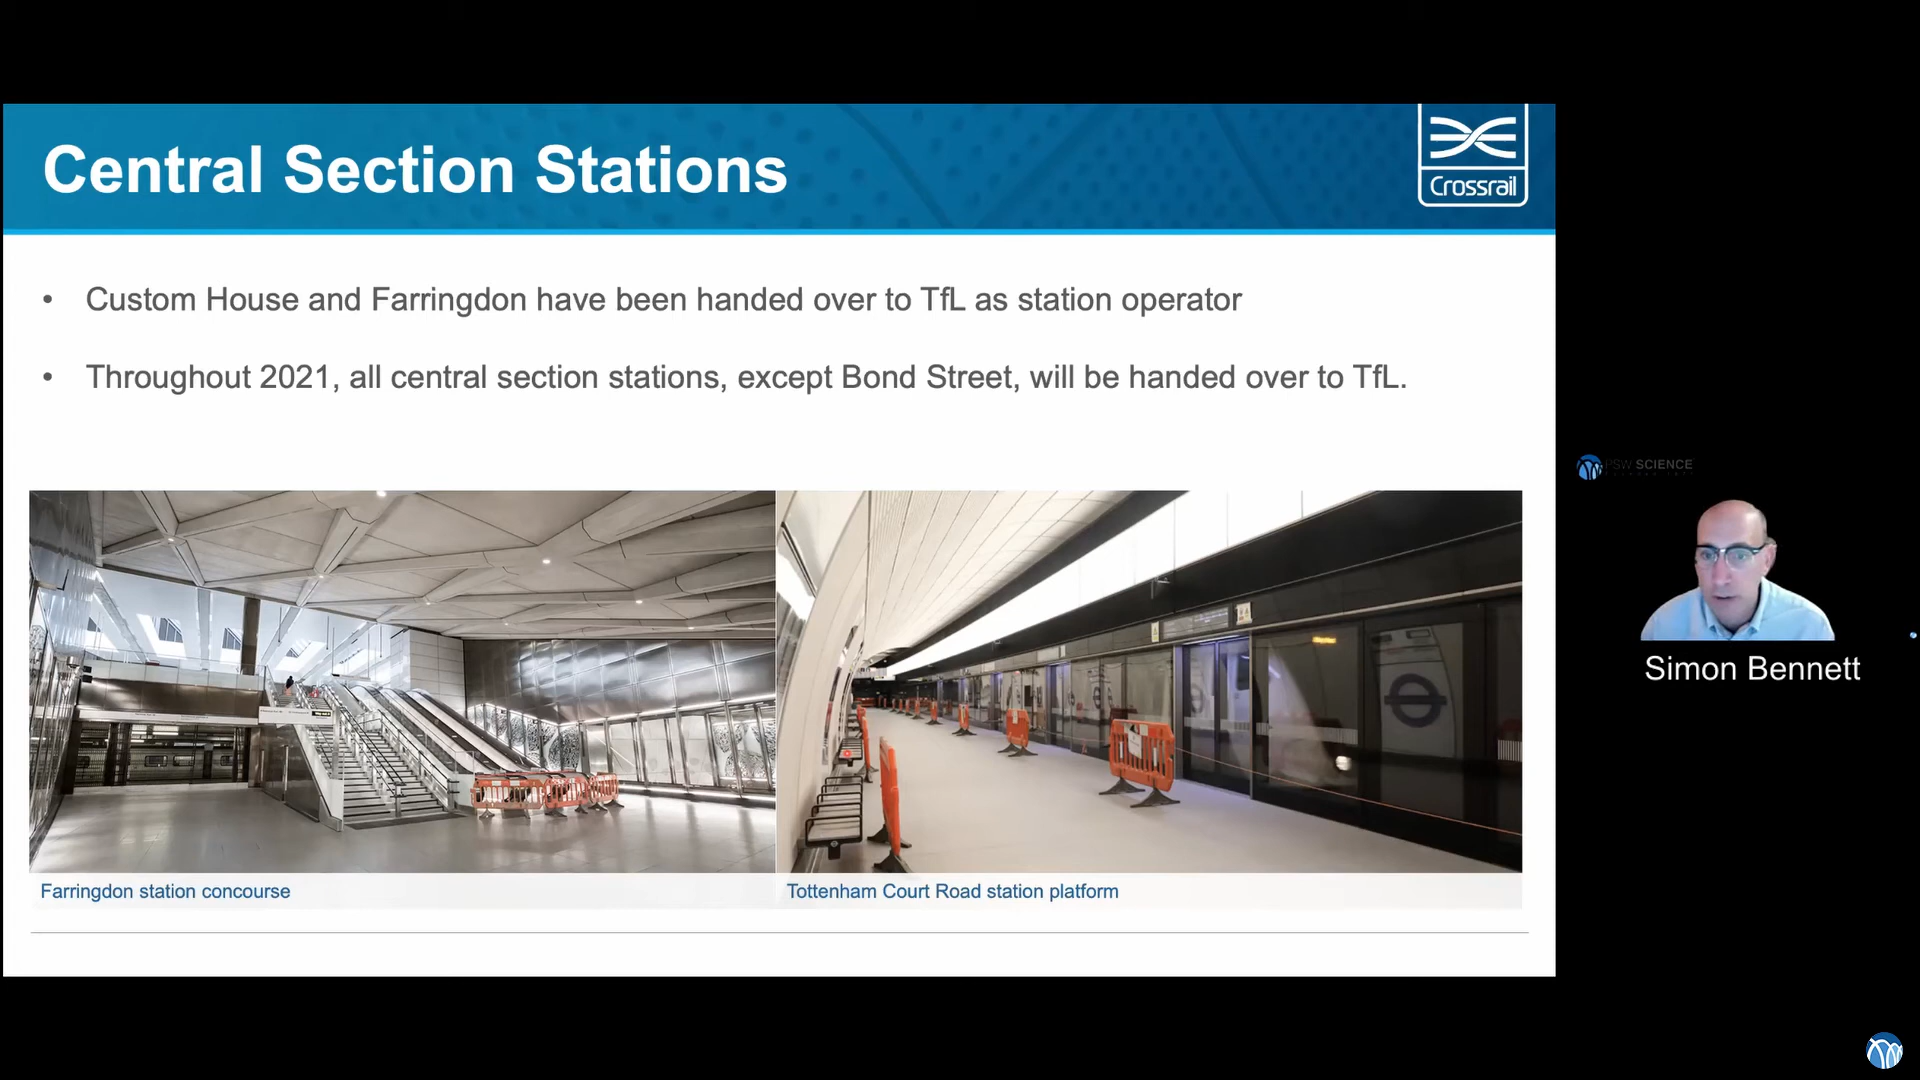 Central Section Stations
Crossrail
• Custom House and Farringdon have been handed over to TfL as station operator
• Throughout 2021, all central section stations, except Bond Street, will be handed over to TfL.
PSW SCIENCE
Simon Bennett
Farringdon station concourse
Tottenham Court Road station platform